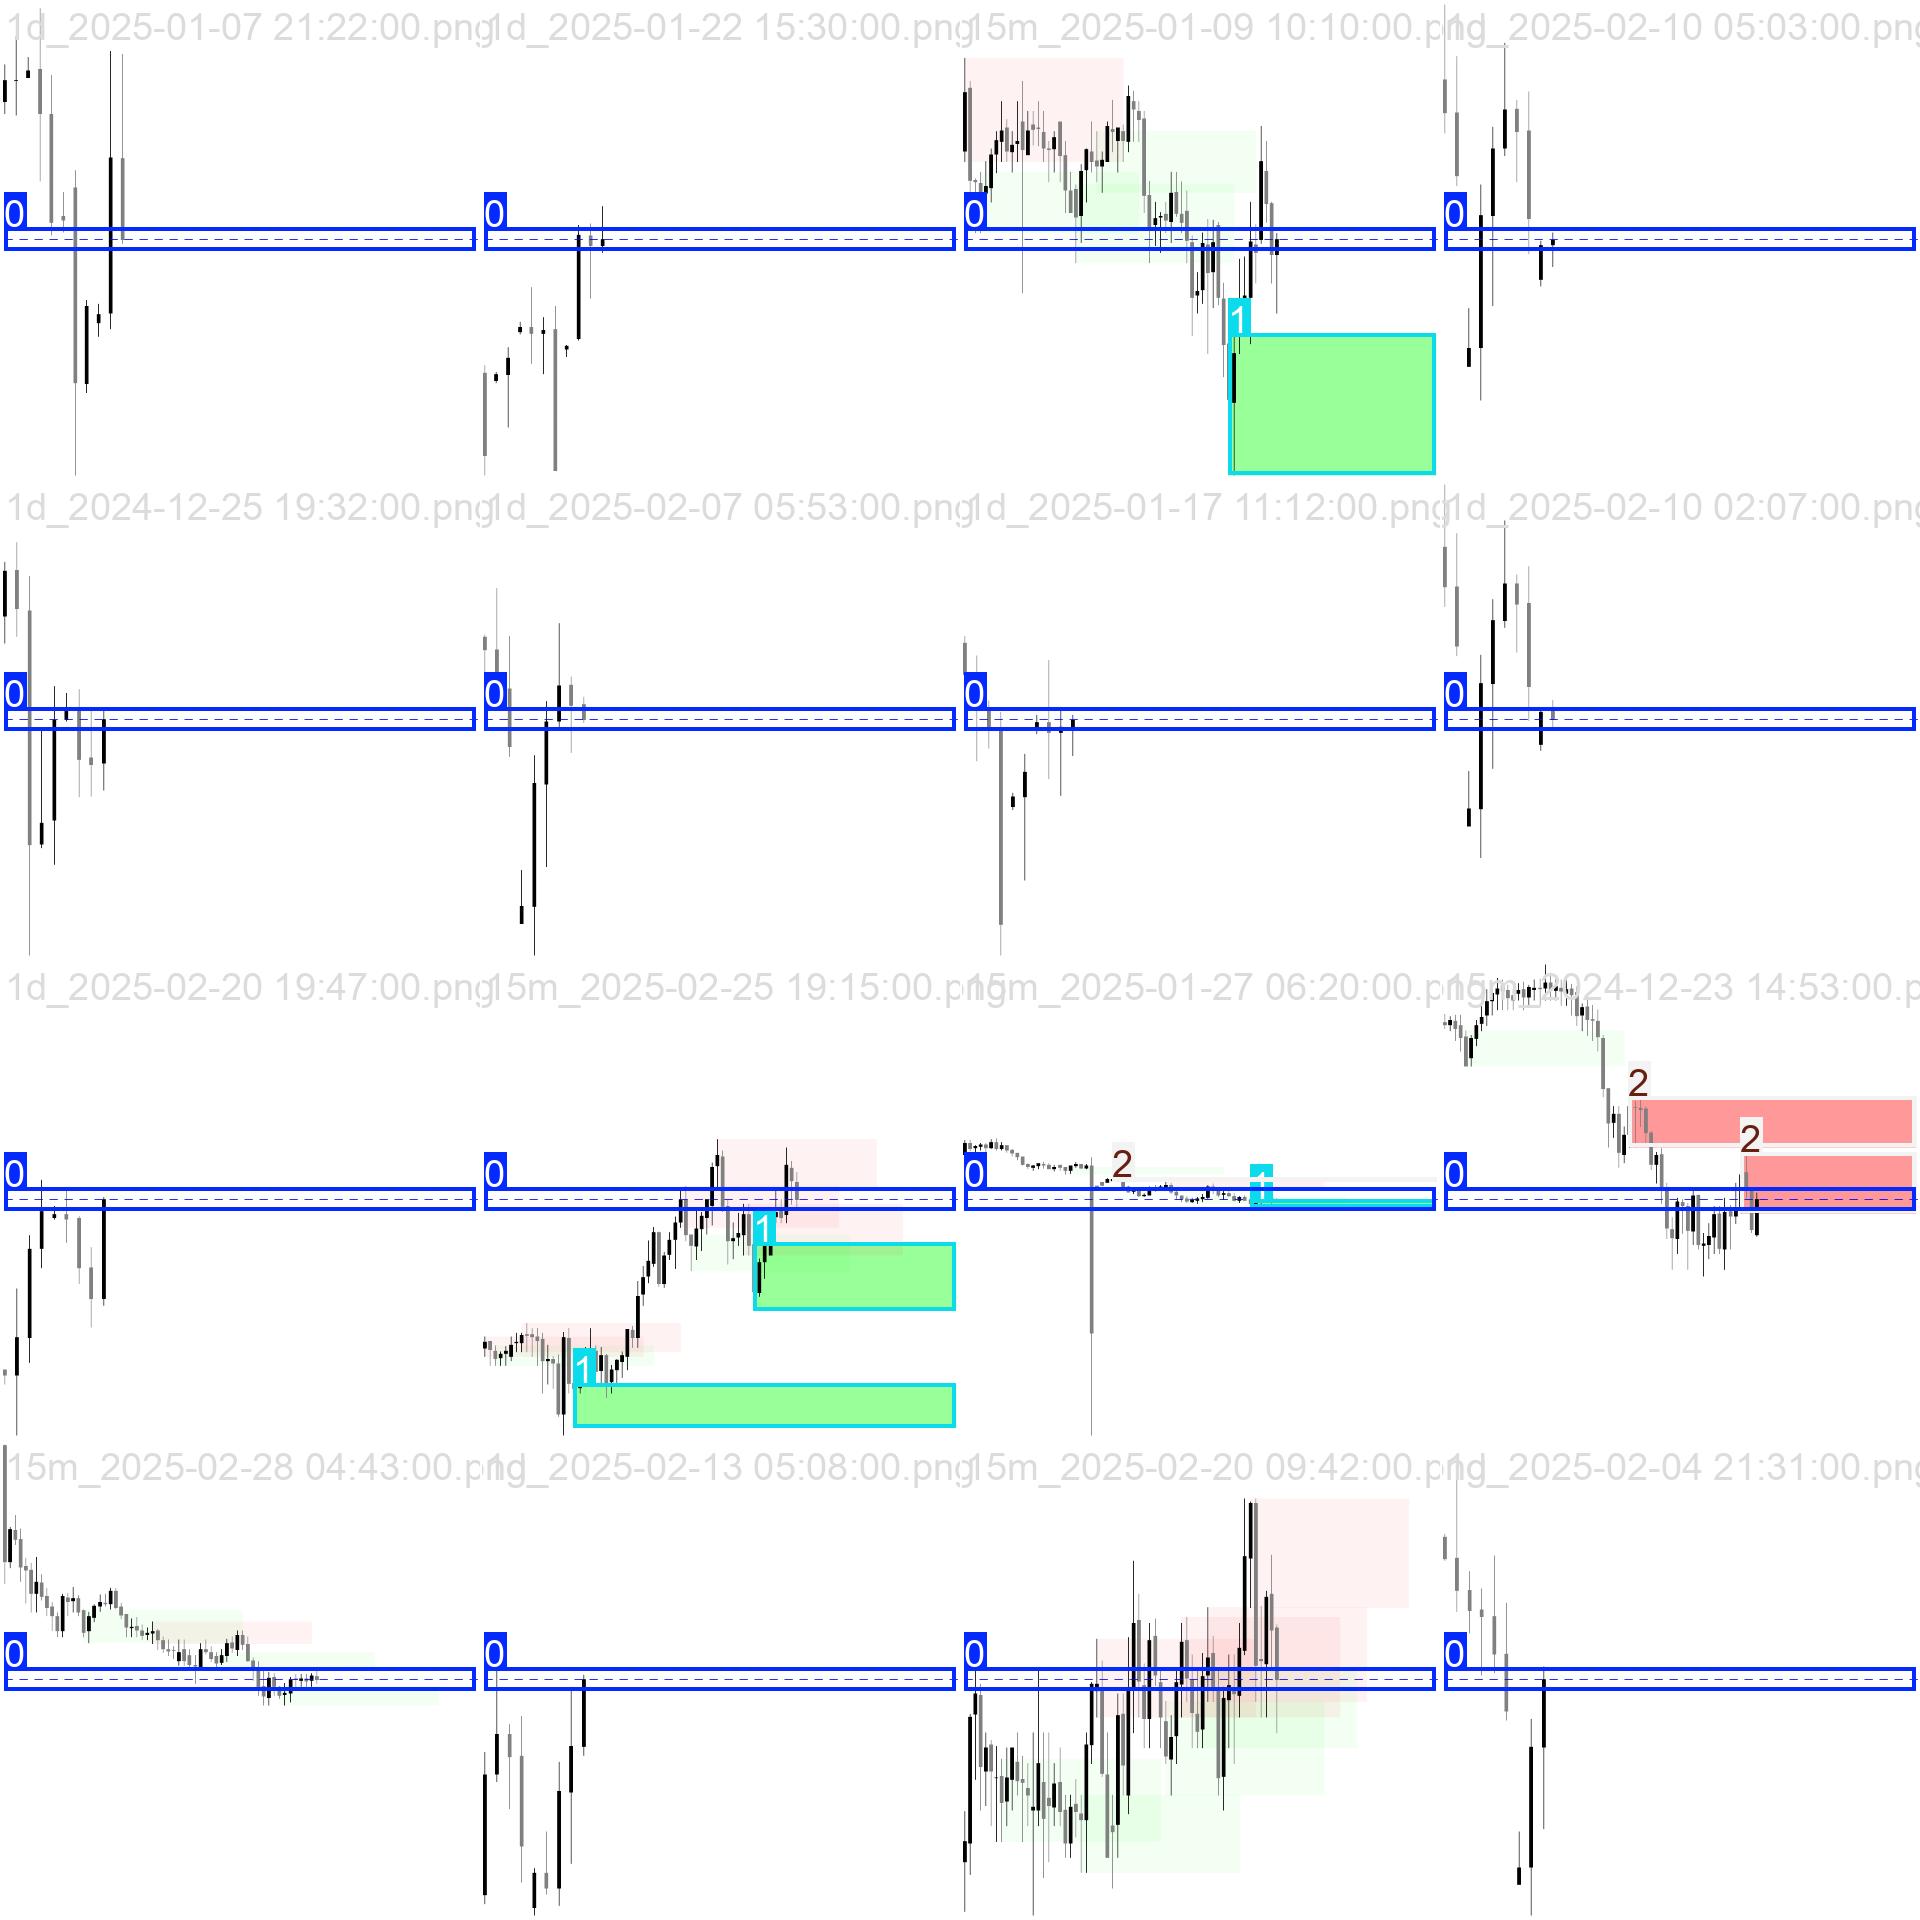 1d_2025-01-07 21:22:00.png
1d_2025-01-22 15:30:00.png
15m_2025-01-09 10:10:00.png
1d_2025-02-10 05:03:00.png
0
0
0
0
1
1d_2024-12-25 19:32:00.png
1d_2025-02-07 05:53:00.png
1d_2025-01-17 11:12:00.png
1d_2025-02-10 02:07:00.png
0
0
0
0
1d_2025-02-20 19:47:00.png
15m_2025-02-25 19:15:00.png
15m_2025-01-27 06:20:00.png
15m_2024-12-23 14:53:00.p
2
2
0
0
2
1
0
1
0
1
15m_2025-02-28 04:43:00.png
1d_2025-02-13 05:08:00.png
15m_2025-02-20 09:42:00.png
1d_2025-02-04 21:31:00.png
0
0
0
0